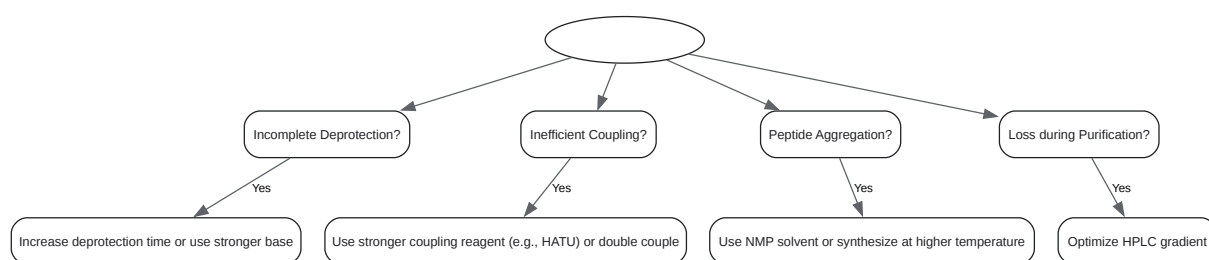 Incomplete Deprotection?
Inefficient Coupling?
Peptide Aggregation?
Loss during Purification?
Yes
Yes
Yes
Yes
Increase deprotection time or use stronger base
Use stronger coupling reagent (e.g., HATU) or double couple
Use NMP solvent or synthesize at higher temperature
Optimize HPLC gradient